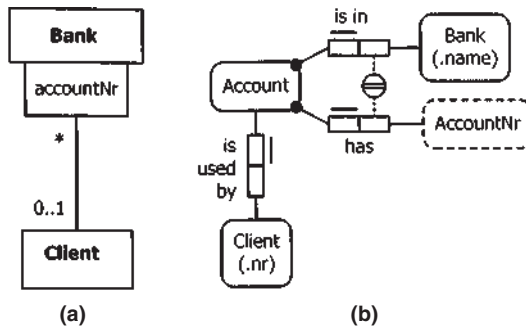 Bank
accountNr
*
0..1
Client
(a)
is in
Bank
(.name)
Account
AccountNr
has
is
used
by
Client
(.nr)
(b)